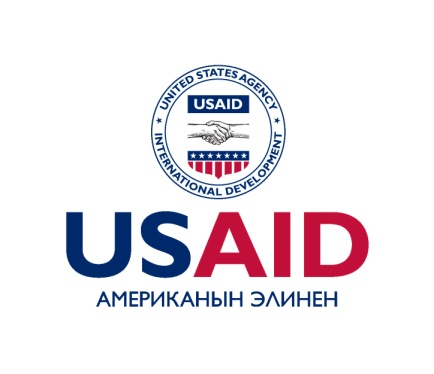 UNITED STATES AGENCY
USAID
INTERNATIONAL DEVELOPMENT
USAID
АМЕРИКАНЫН ЭЛИНЕН